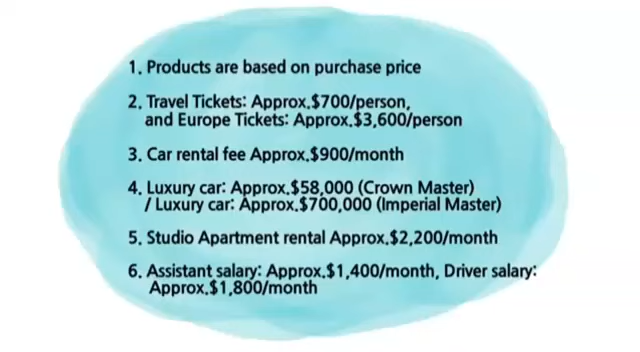 1. Products are based on purchase price
2. Travel Tickets: Approx.$700/person,
and Europe Tickets: Approx.$3,600/person
3. Car rental fee Approx.$900/month
4. Luxury car: Approx.$58,000 (Crown Master)
/ Luxury car: Approx.$700,000 (Imperial Master)
5. Studio Apartment rental Approx.$2,200/month
6. Assistant salary: Approx.$1,400/month, Driver salary:
Approx.$1,800/month